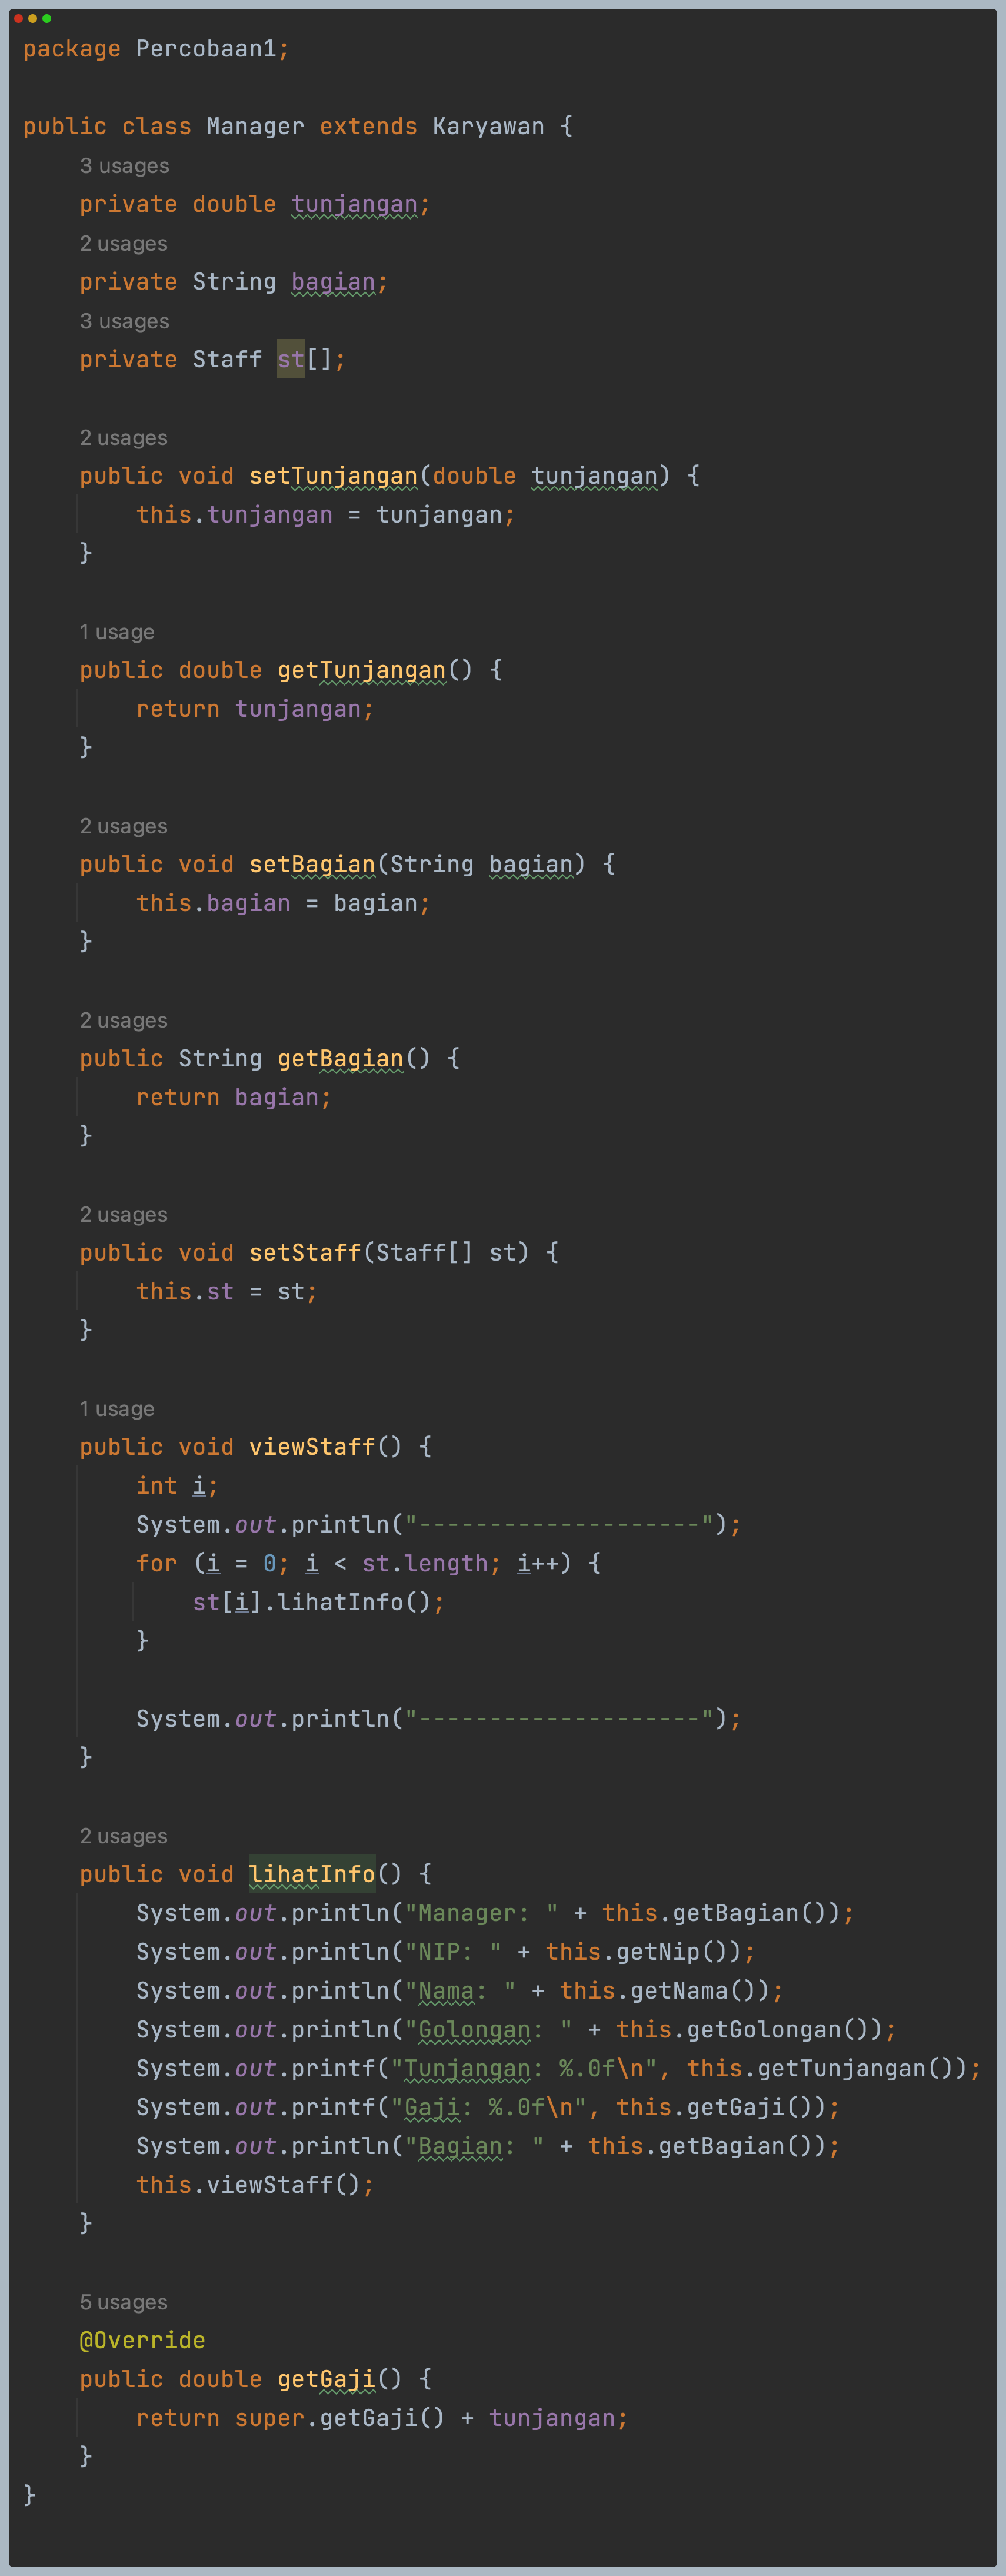 package Percobaan1;
public class Manager extends Karyawan {
3 usages
private double tunjangan;
2 usages
private String bagian;
3 usages
private Staff st[];
2 usages
public void setTunjangan(double tunjangan) {
this.tunjangan = tunjangan;
}
1 usage
public double getTunjangan() {
return tunjangan;
}
2 usages
public void setBagian(String bagian) {
this.bagian = bagian;
}
2 usages
public String getBagian() {
return bagian;
}
2 usages
public void setStaff(Staff[] st) {
this.st = st;
}
1 usage
public void viewStaff() {
int i;
System.out.println("--------------------");
for (i = 0; i < st.length; i++) {
st[i].lihatInfo();
}
System.out.println("--------------------");
}
2 usages
public void lihatInfo() {
System.out.println("Manager: " + this.getBagian());
System.out.println("NIP: " + this.getNip());
System.out.println("Nama: " + this.getNama());
System.out.println("Golongan: " + this.getGolongan());
System.out.printf("Tunjangan: %.0f\n", this.getTunjangan());
System.out.printf("Gaji: %.0f\n", this.getGaji());
System.out.println("Bagian: " + this.getBagian());
this.viewStaff();
}
5 usages
@Override
public double getGaji() {
return super.getGaji() + tunjangan;
}
}